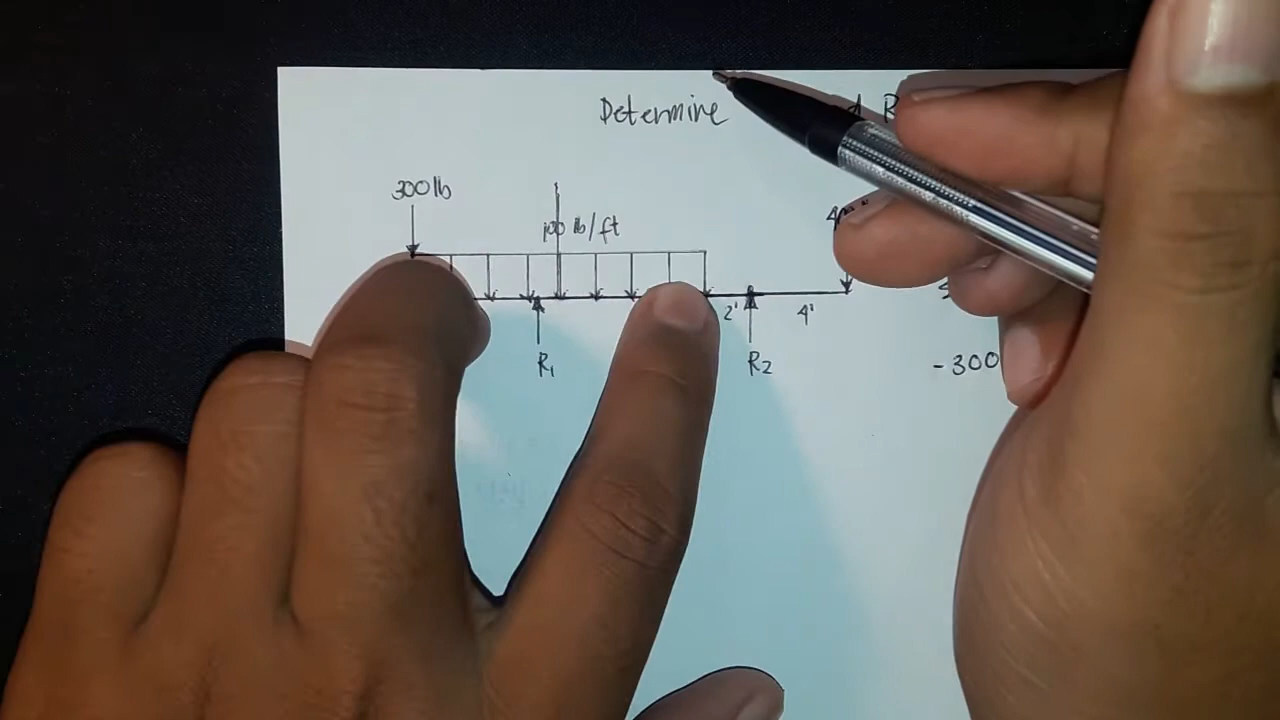 Determine
300 lb
100 lb/ft
2' 4'
R₁ R₂
-300